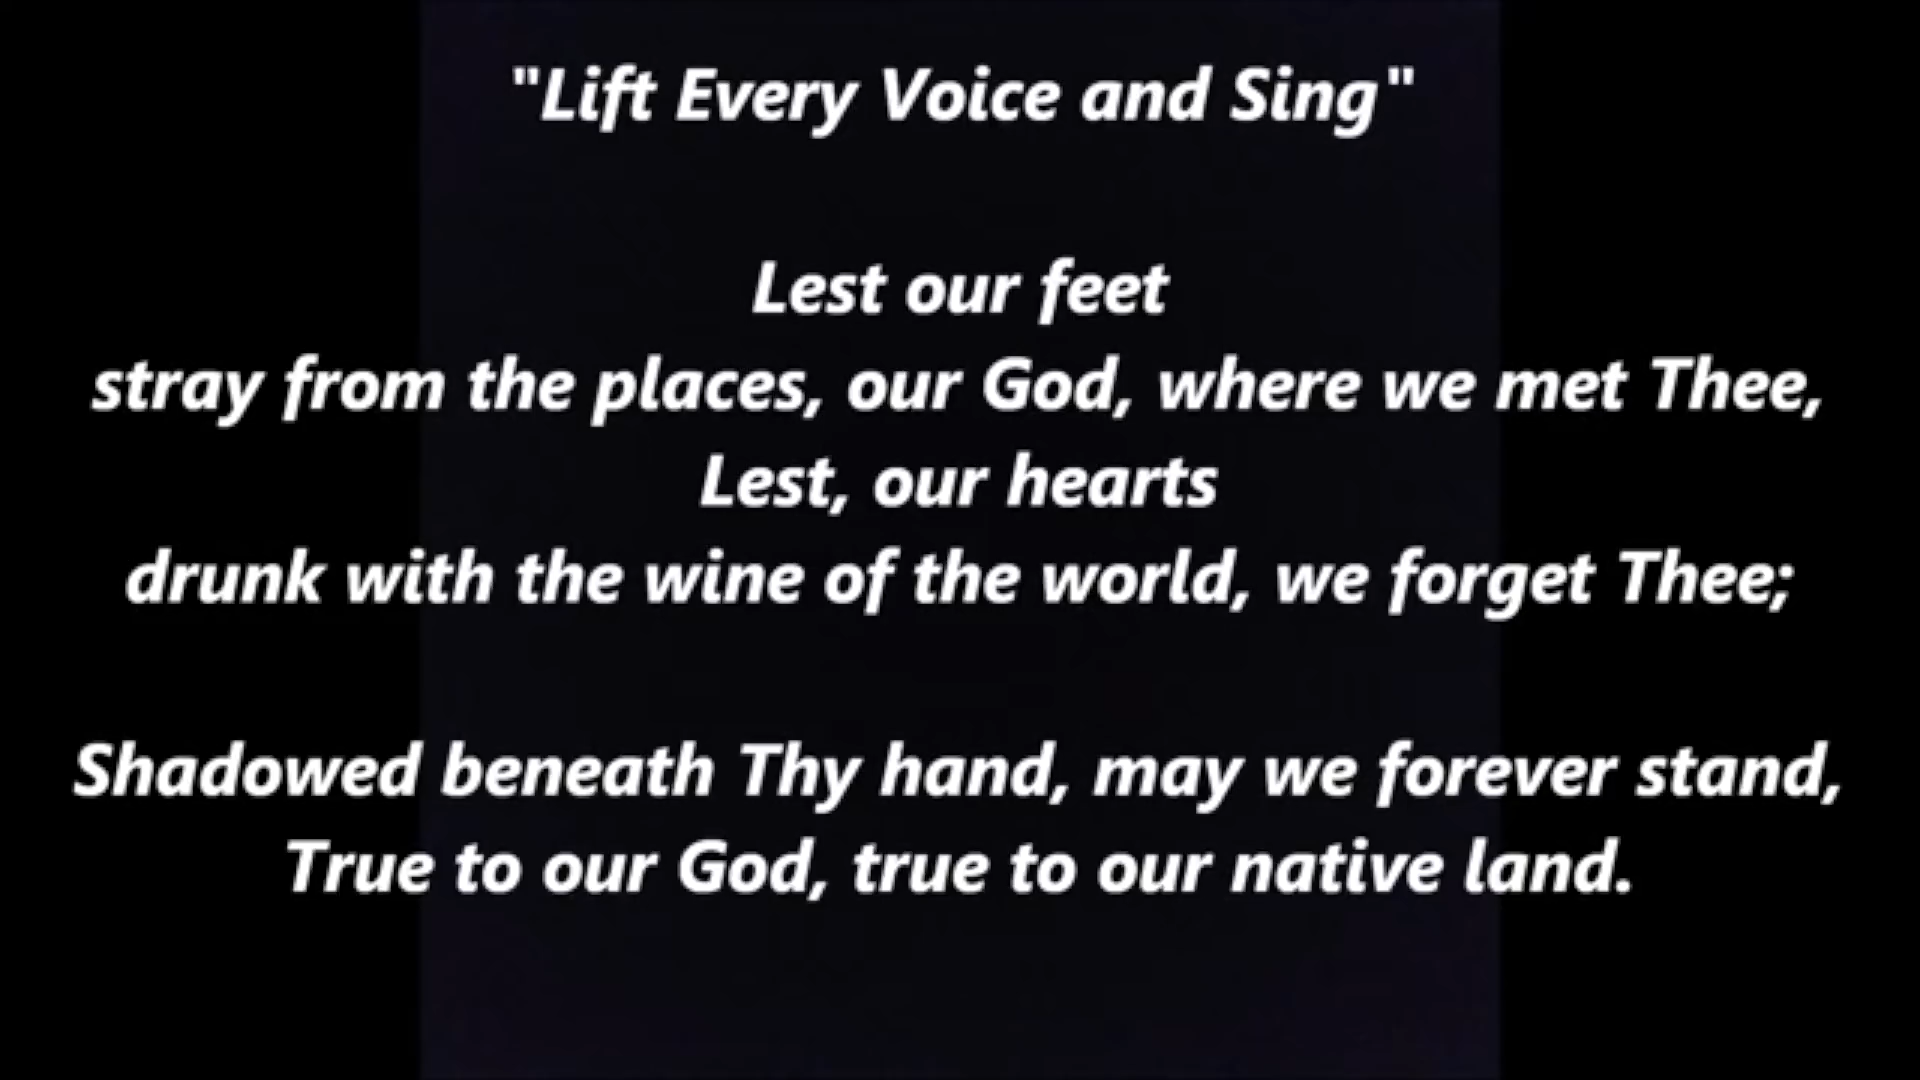 "Lift Every Voice and Sing"
Lest our feet
stray from the places, our God, where we met Thee,
Lest, our hearts
drunk with the wine of the world, we forget Thee;
Shadowed beneath Thy hand, may we forever stand,
True to our God, true to our native land.